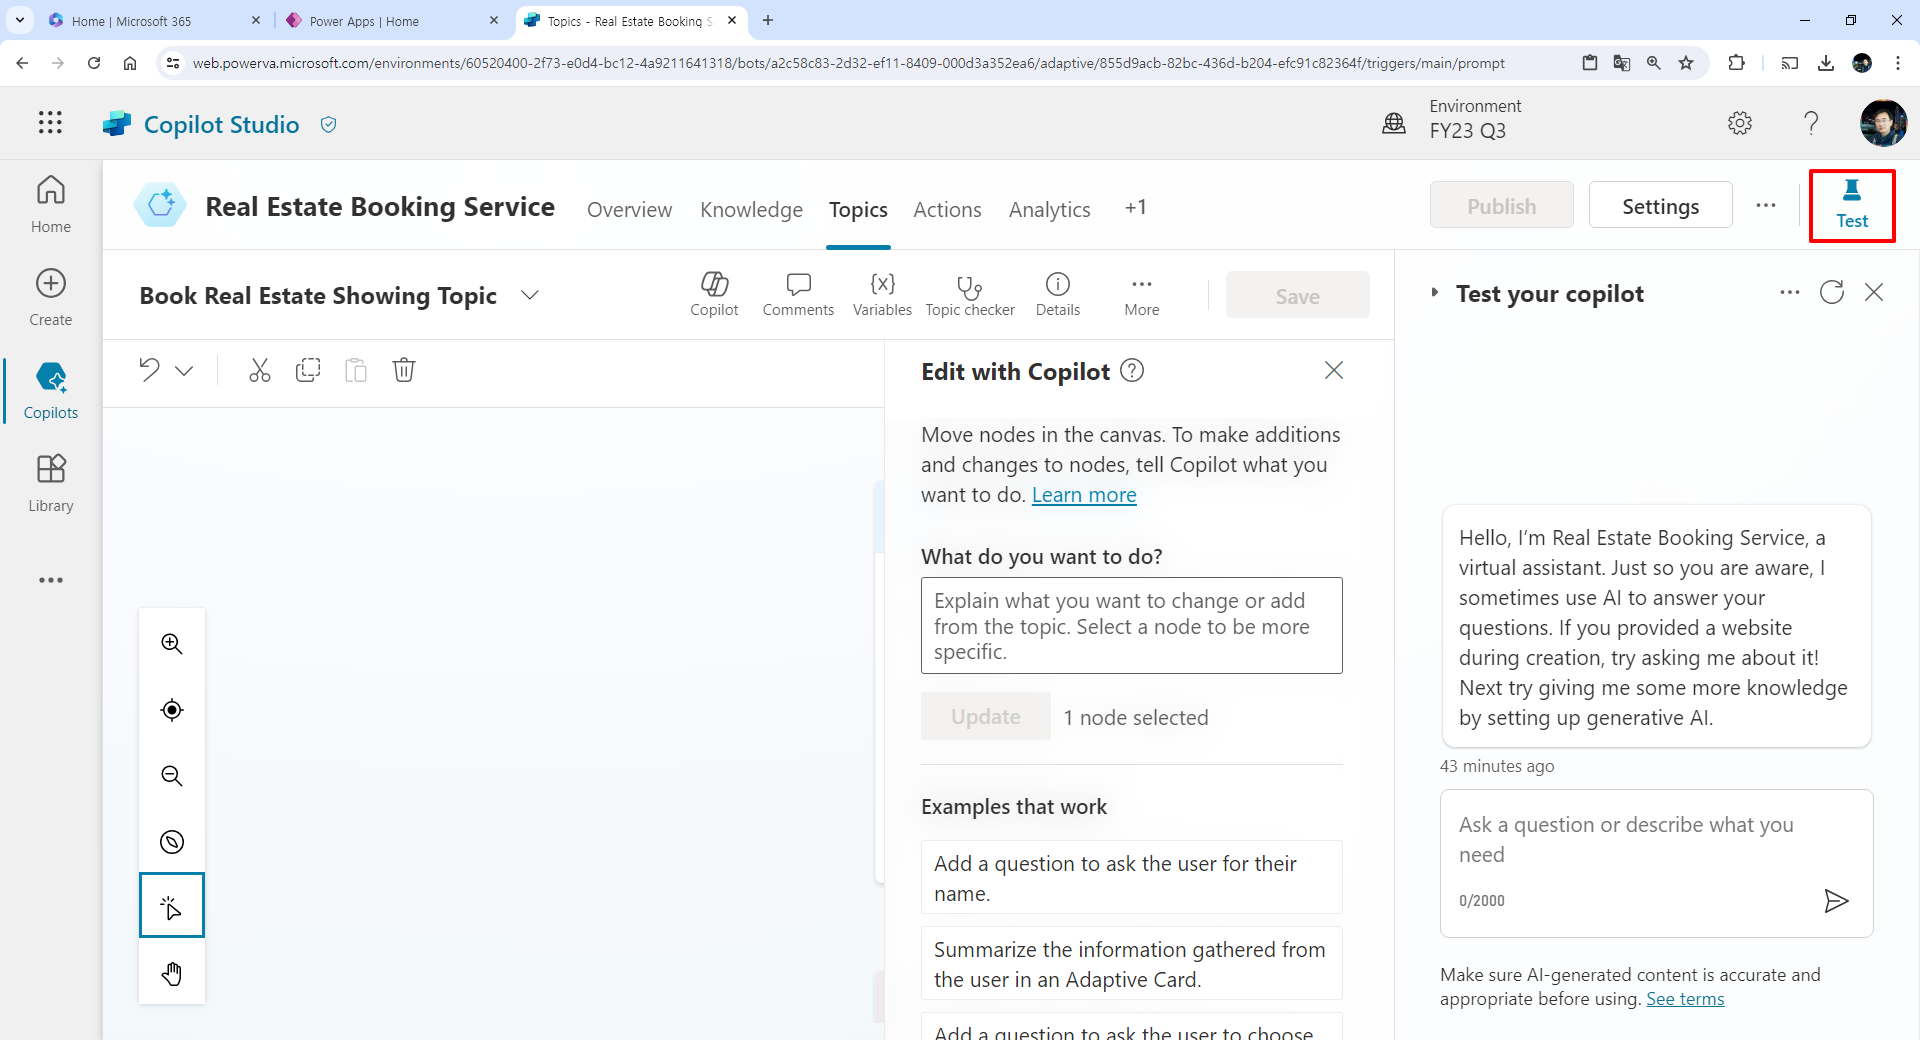 Home | Microsoft 365
Power Apps | Home
Topics - Real Estate Booking S
web.powerva.microsoft.com/environments/60520400-2f73-e0d4-bc12-4a9211641318/bots/a2c58c83-2d32-ef11-8409-000d3a352ea6/adaptive/855d9acb-82bc-436d-b204-efc91c82364f/triggers/main/prompt
Copilot Studio
Environment
FY23 Q3
Home
Create
Copilots
Library
Real Estate Booking Service
Overview
Knowledge
Topics
Actions
Analytics
+1
Publish
Settings
Test
Book Real Estate Showing Topic
Copilot
Comments
Variables
Topic checker
Details
More
Save
Edit with Copilot
Move nodes in the canvas. To make additions
and changes to nodes, tell Copilot what you
want to do. Learn more
What do you want to do?
Explain what you want to change or add
from the topic. Select a node to be more
specific.
Update
1 node selected
Examples that work
Add a question to ask the user for their
name.
Summarize the information gathered from
the user in an Adaptive Card.
Add a question to ask the user to choose
Test your copilot
Hello, I'm Real Estate Booking Service, a
virtual assistant. Just so you are aware, I
sometimes use AI to answer your
questions. If you provided a website
during creation, try asking me about it!
Next try giving me some more knowledge
by setting up generative AI.
43 minutes ago
Ask a question or describe what you
need
0/2000
Make sure AI-generated content is accurate and
appropriate before using. See terms